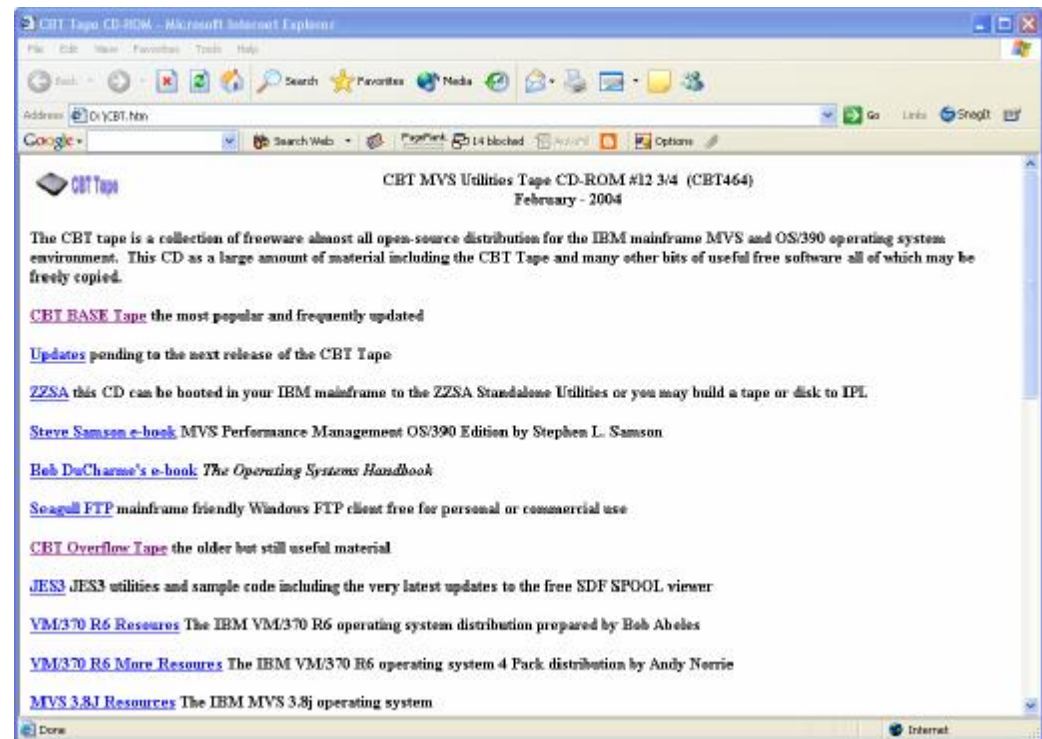 CBT Tape CD-ROM - Microsoft Internet Explorer
File Edit View Favorites Tools Help
Back Search Favorites Media
Address D:\CBT.htm Go Links SnagIt
Google Search Web PageRank 14 blocked AutoFill Options
CBT Tape
CBT MVS Utilities Tape CD-ROM #12 3/4 (CBT464)
February - 2004
The CBT tape is a collection of freeware almost all open-source distribution for the IBM mainframe MVS and OS/390 operating system
environment. This CD as a large amount of material including the CBT Tape and many other bits of useful free software all of which may be
freely copied.
CBT BASE Tape the most popular and frequently updated
Updates pending to the next release of the CBT Tape
ZZSA this CD can be booted in your IBM mainframe to the ZZSA Standalone Utilities or you may build a tape or disk to IPL
Steve Samson e-book MVS Performance Management OS/390 Edition by Stephen L. Samson
Bob DuCharme's e-book The Operating Systems Handbook
Seagull FTP mainframe friendly Windows FTP client free for personal or commercial use
CBT Overflow Tape the older but still useful material
JES3 JES3 utilities and sample code including the very latest updates to the free SDF SPOOL viewer
VM/370 R6 Resoures The IBM VM/370 R6 operating system distribution prepared by Bob Abeles
VM/370 R6 More Resoures The IBM VM/370 R6 operating system 4 Pack distribution by Andy Norrie
MVS 3.8J Resources The IBM MVS 3.8j operating system
Done Internet